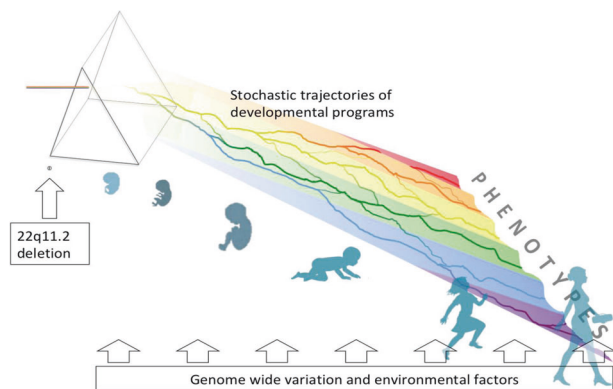 Stochastic trajectories of
developmental programs
PHENOTYPES
22q11.2
deletion
Genome wide variation and environmental factors